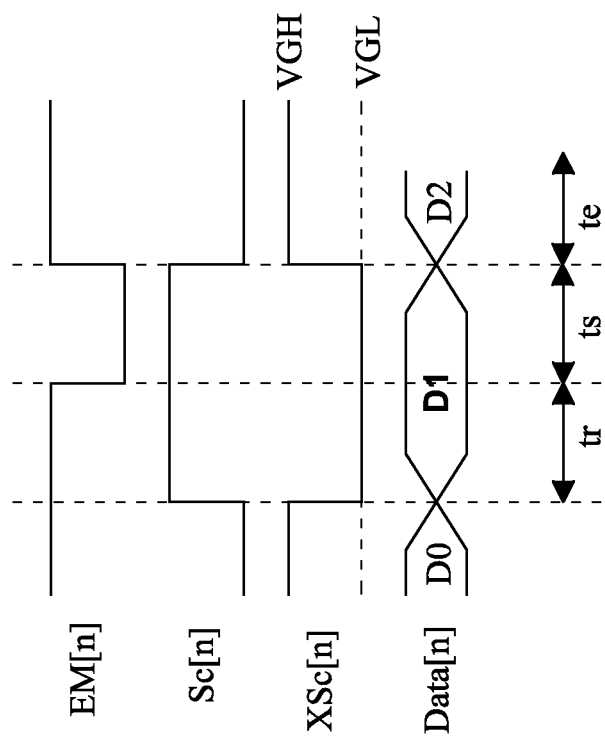 EM[n]
Sc[n]
XSc[n]
VGH
VGL
Data[n]
D0
D1
D2
tr
ts
te